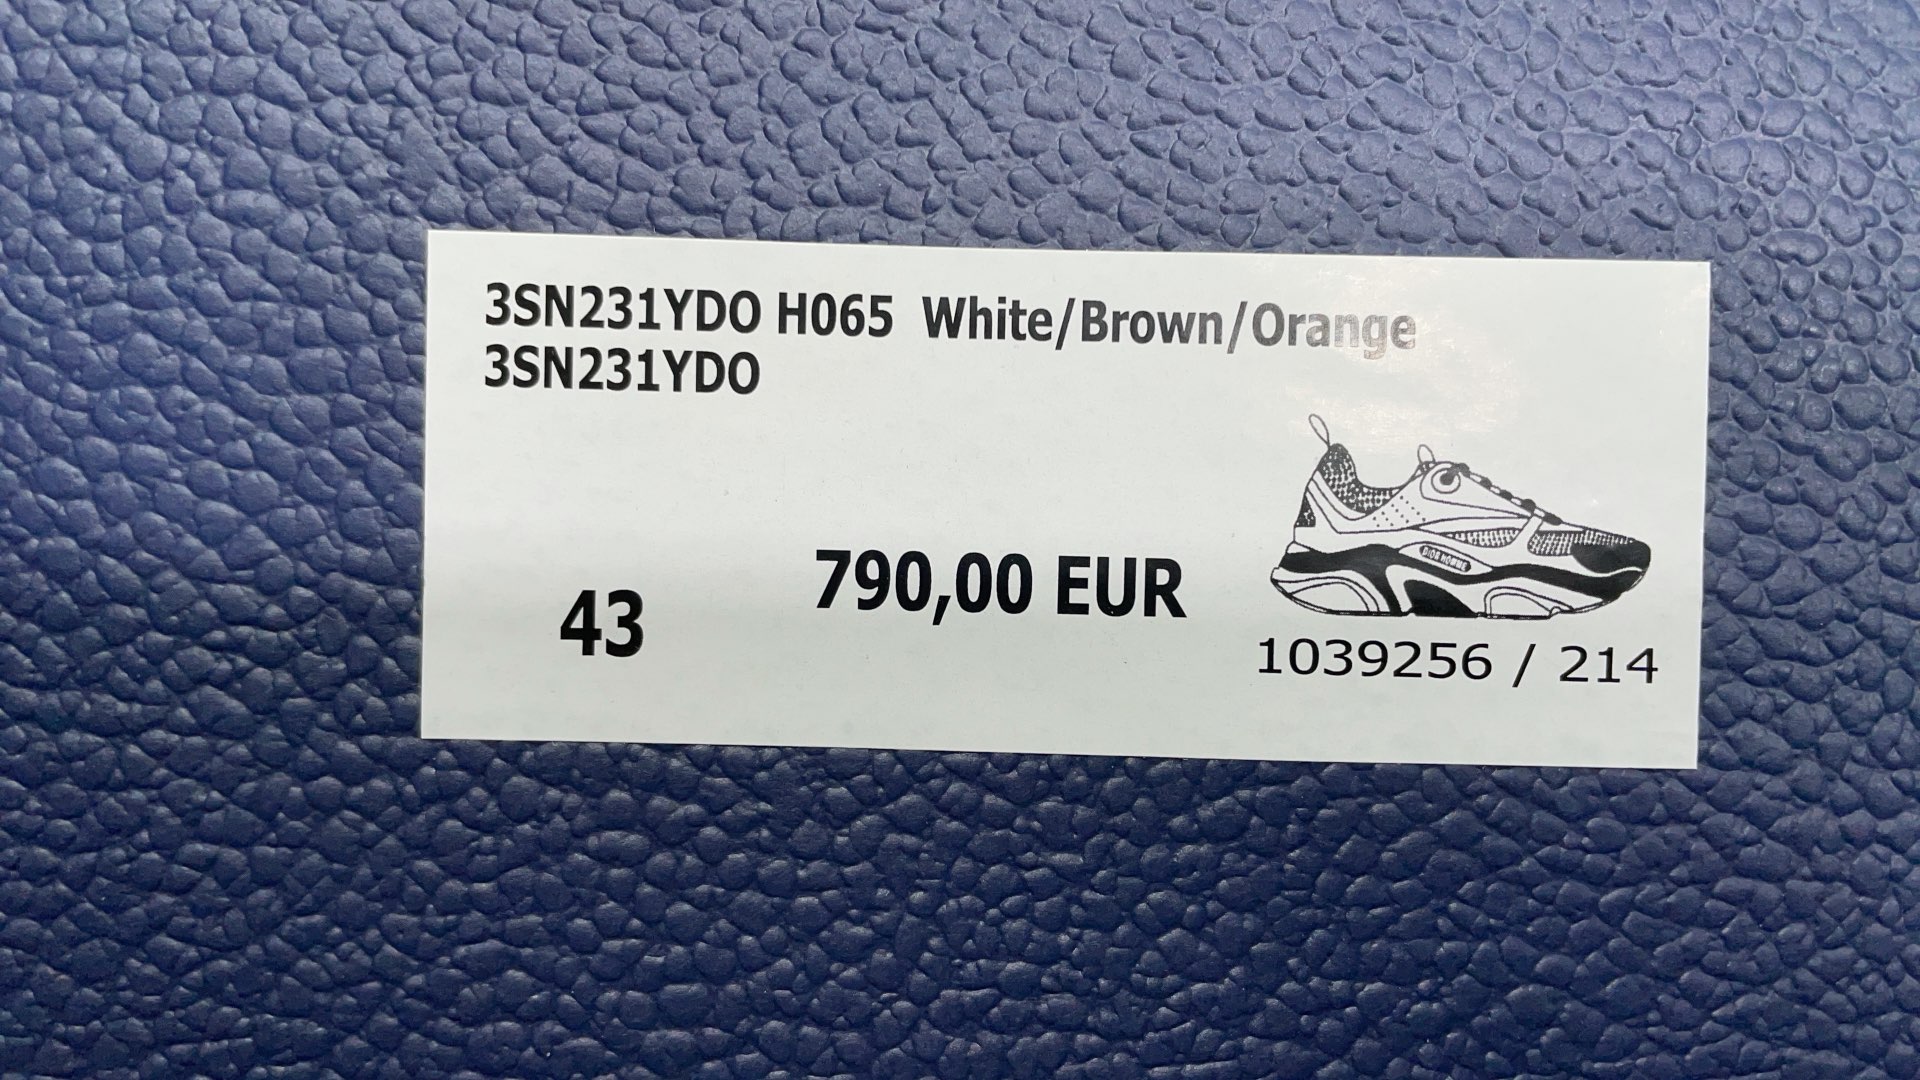 3SN231YDO H065 White/Brown/Orange
3SN231YDO
43
790,00 EUR
DIOR HOMME
1039256 / 214